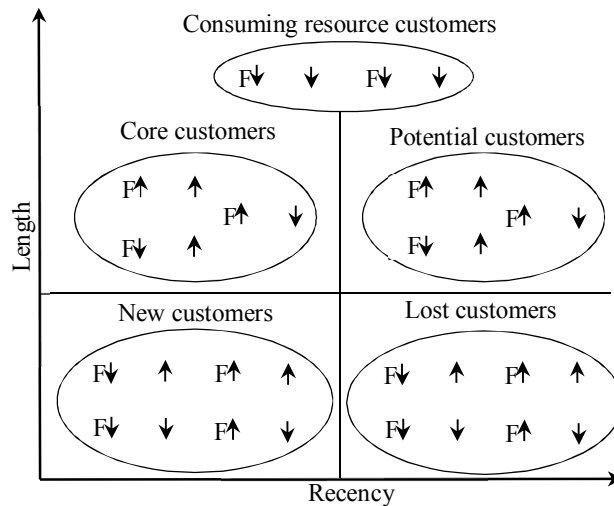 Consuming resource customers
F↓ ↓ F↓ ↓
Core customers
Potential customers
F↑ ↑
F↑ ↓
F↓ ↑
F↑ ↑
F↑ ↓
F↓ ↑
Length
New customers
Lost customers
F↓ ↑ F↑ ↑
F↓ ↓ F↑ ↓
F↓ ↑ F↑ ↑
F↓ ↓ F↑ ↓
Recency